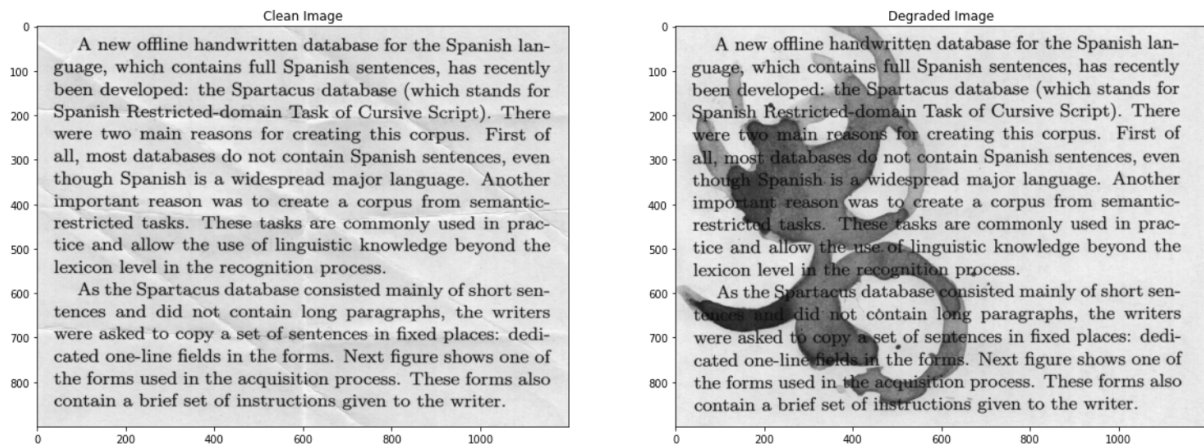 Clean Image
0
100
200
300
400
500
600
700
800
0
200
400
600
800
1000
A new offline handwritten database for the Spanish lan-
guage, which contains full Spanish sentences, has recently
been developed: the Spartacus database (which stands for
Spanish Restricted-domain Task of Cursive Script). There
were two main reasons for creating this corpus. First of
all, most databases do not contain Spanish sentences, even
though Spanish is a widespread major language. Another
important reason was to create a corpus from semantic-
restricted tasks. These tasks are commonly used in prac-
tice and allow the use of linguistic knowledge beyond the
lexicon level in the recognition process.
As the Spartacus database consisted mainly of short sen-
tences and did not contain long paragraphs, the writers
were asked to copy a set of sentences in fixed places: dedi-
cated one-line fields in the forms. Next figure shows one of
the forms used in the acquisition process. These forms also
contain a brief set of instructions given to the writer.
Degraded Image
0
100
200
300
400
500
600
700
800
0
200
400
600
800
1000
A new offline handwritten database for the Spanish lan-
guage, which contains full Spanish sentences, has recently
been developed: the Spartacus database (which stands for
Spanish Restricted-domain Task of Cursive Script). There
were two main reasons for creating this corpus. First of
all, most databases do not contain Spanish sentences, even
though Spanish is a widespread major language. Another
important reason was to create a corpus from semantic-
restricted tasks. These tasks are commonly used in prac-
tice and allow the use of linguistic knowledge beyond the
lexicon level in the recognition process.
As the Spartacus database consisted mainly of short sen-
tences and did not contain long paragraphs, the writers
were asked to copy a set of sentences in fixed places: dedi-
cated one-line fields in the forms. Next figure shows one of
the forms used in the acquisition process. These forms also
contain a brief set of instructions given to the writer.